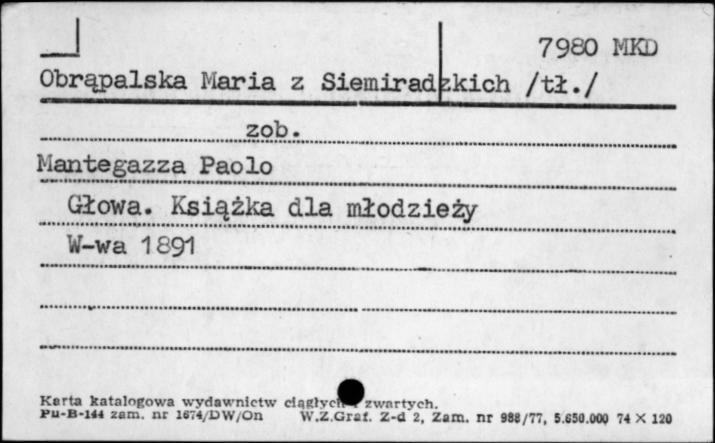 7980 MKD
Obrąpalska Maria z Siemiradzkich /tł./
zob.
Mantegazza Paolo
Głowa. Książka dla młodzieży
W-wa 1891
Karta katalogowa wydawnictw ciągłych i zwartych.
Pu-B-144 zam. nr 1674/DW/On W.Z.Graf. Z-d 2, Zam. nr 988/77, 5.650.000 74 × 120